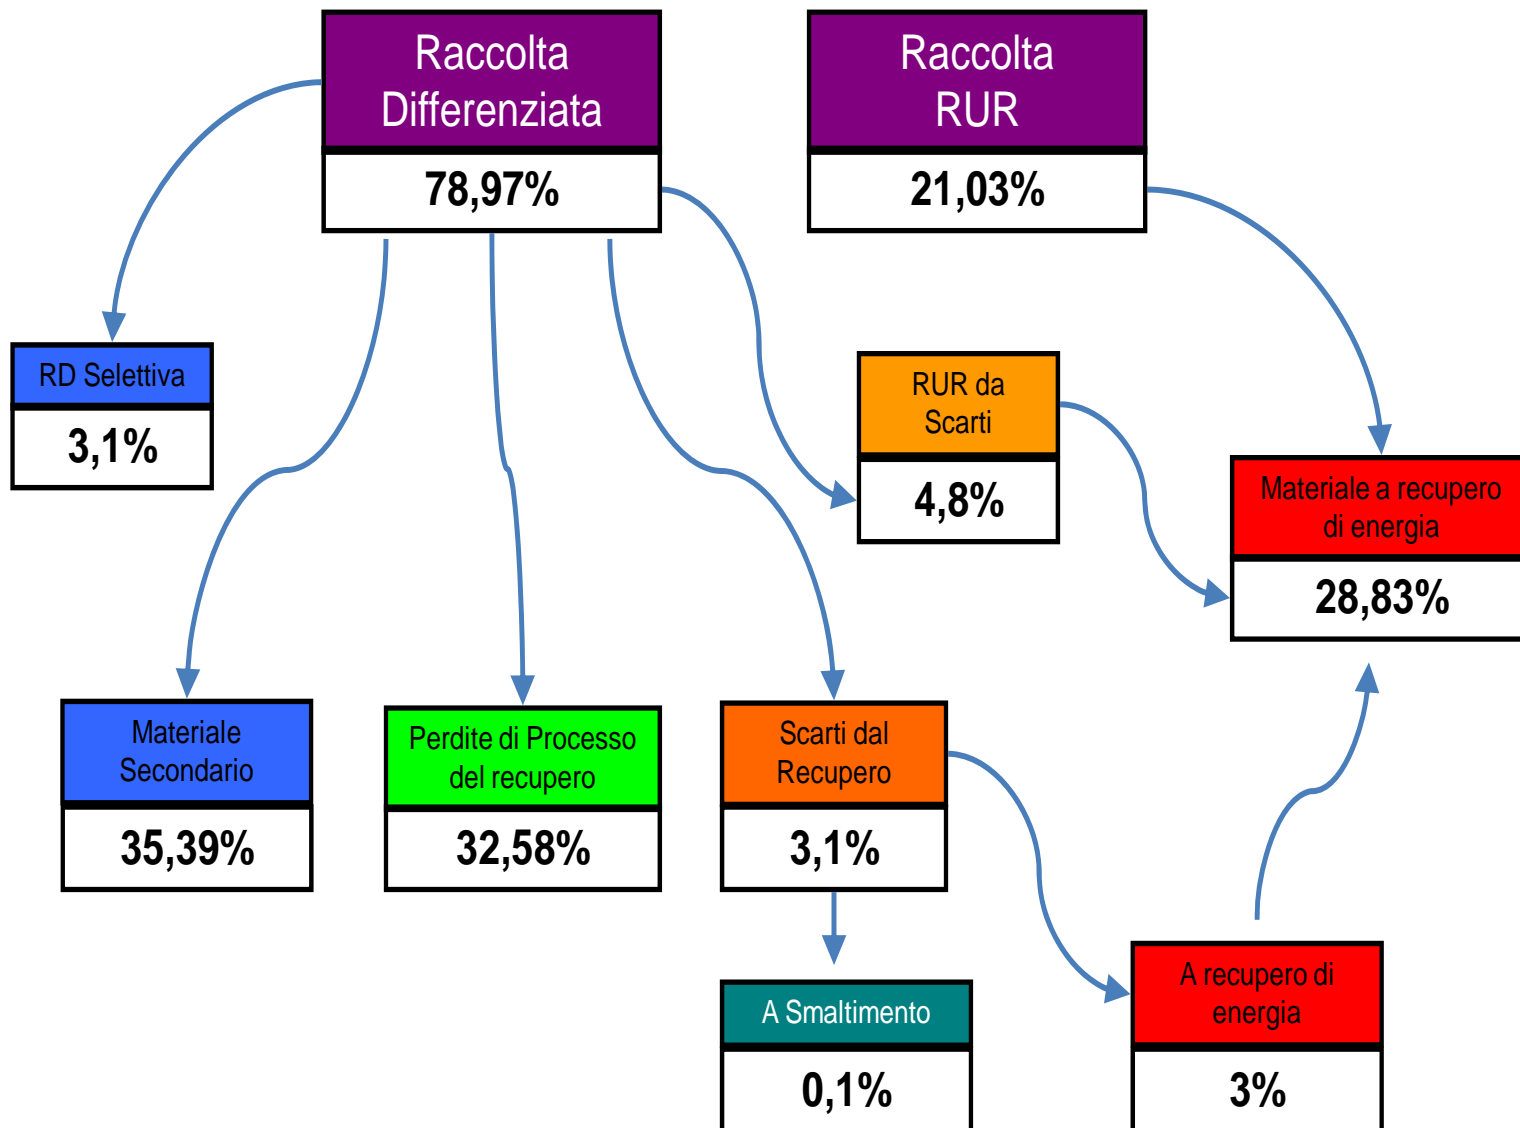 Raccolta
Differenziata
78,97%
Raccolta
RUR
21,03%
RD Selettiva
3,1%
RUR da
Scarti
4,8%
Materiale a recupero
di energia
28,83%
Materiale
Secondario
35,39%
Perdite di Processo
del recupero
32,58%
Scarti dal
Recupero
3,1%
A Smaltimento
0,1%
A recupero di
energia
3%